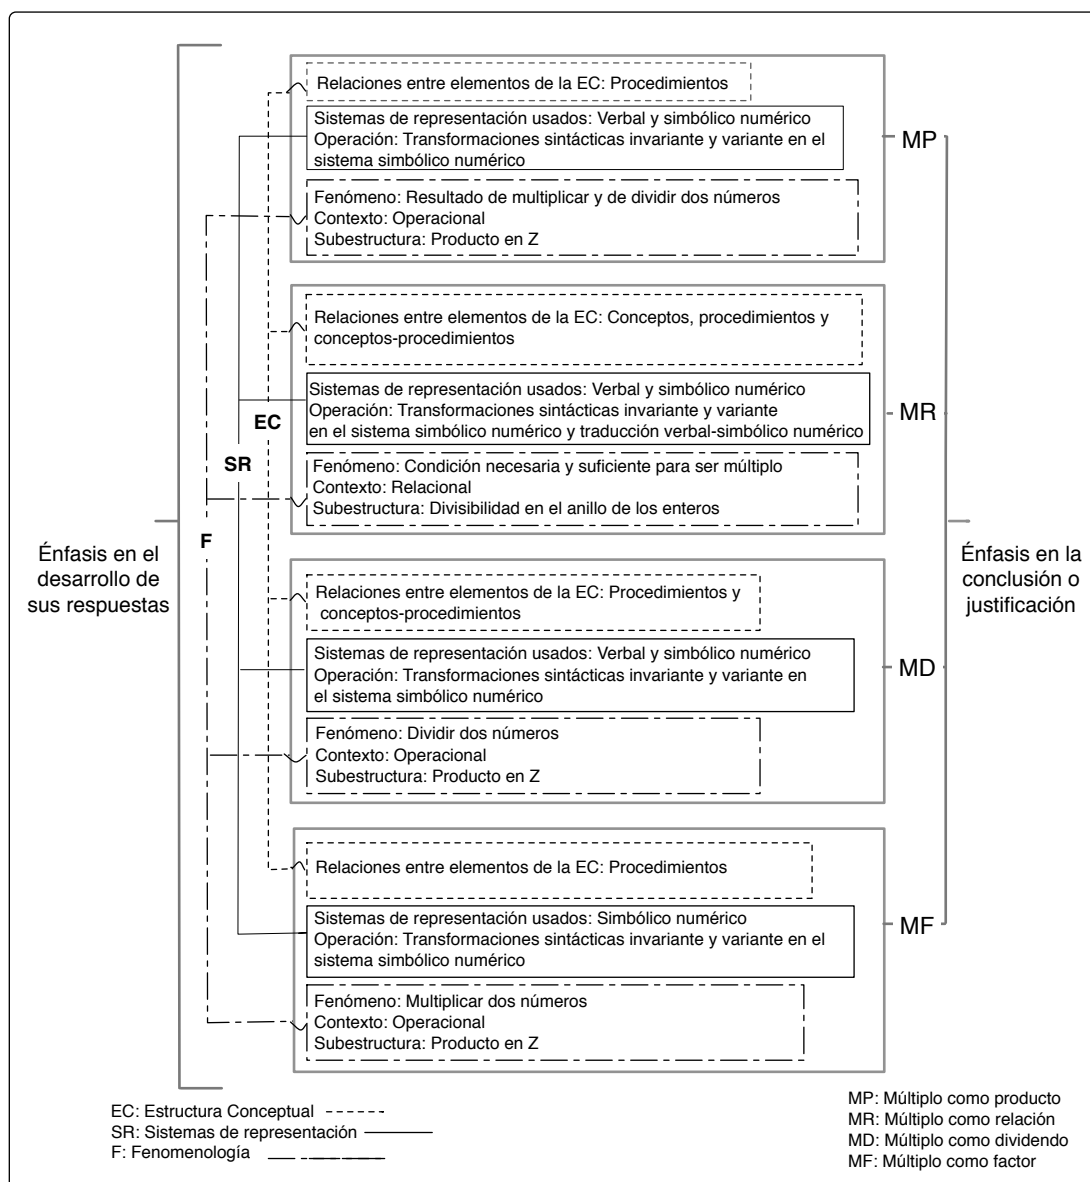 Relaciones entre elementos de la EC: Procedimientos
Sistemas de representación usados: Verbal y simbólico numérico
Operación: Transformaciones sintácticas invariante y variante en el
sistema simbólico numérico
MP
Fenómeno: Resultado de multiplicar y de dividir dos números
Contexto: Operacional
Subestructura: Producto en Z
Relaciones entre elementos de la EC: Conceptos, procedimientos y
conceptos-procedimientos
Sistemas de representación usados: Verbal y simbólico numérico
Operación: Transformaciones sintácticas invariante y variante
en el sistema simbólico numérico y traducción verbal-simbólico numérico
MR
EC
SR
Fenómeno: Condición necesaria y suficiente para ser múltiplo
Contexto: Relacional
Subestructura: Divisibilidad en el anillo de los enteros
F
Énfasis en el
desarrollo de
sus respuestas
Énfasis en la
conclusión o
justificación
Relaciones entre elementos de la EC: Procedimientos y
conceptos-procedimientos
Sistemas de representación usados: Verbal y simbólico numérico
Operación: Transformaciones sintácticas invariante y variante en
el sistema simbólico numérico
MD
Fenómeno: Dividir dos números
Contexto: Operacional
Subestructura: Producto en Z
Relaciones entre elementos de la EC: Procedimientos
Sistemas de representación usados: Simbólico numérico
Operación: Transformaciones sintácticas invariante y variante en el
sistema simbólico numérico
MF
Fenómeno: Multiplicar dos números
Contexto: Operacional
Subestructura: Producto en Z
EC: Estructura Conceptual
SR: Sistemas de representación
F: Fenomenología
MP: Múltiplo como producto
MR: Múltiplo como relación
MD: Múltiplo como dividendo
MF: Múltiplo como factor